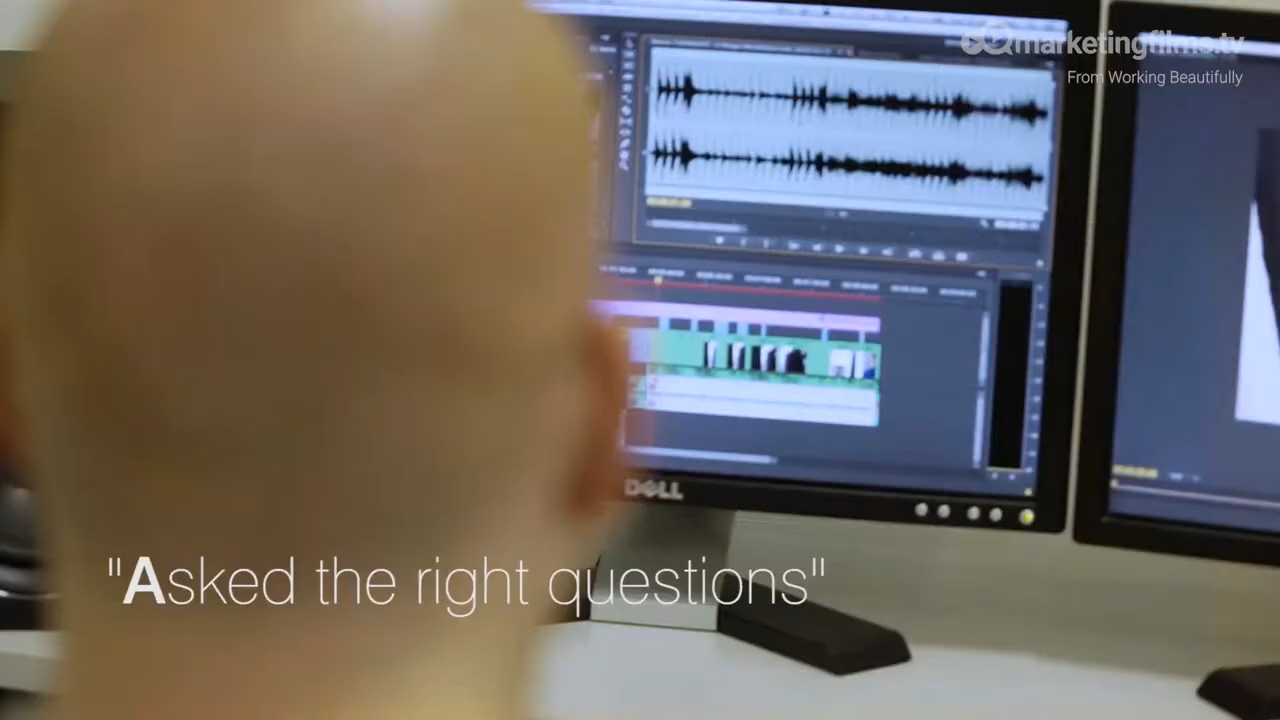 marketingfilms.tv
From Working Beautifully
DELL
"Asked the right questions"